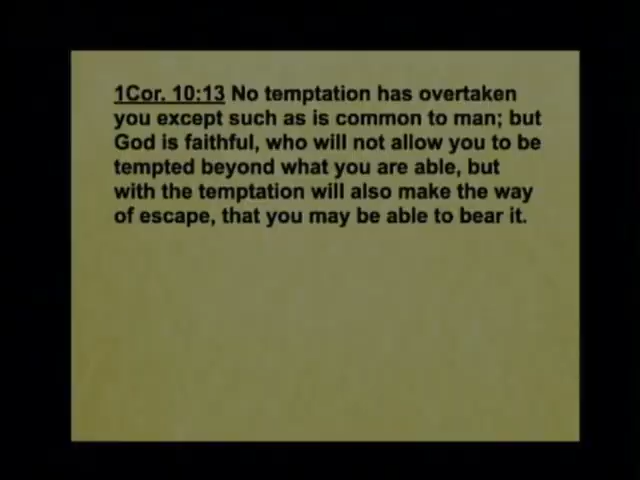 1Cor. 10:13 No temptation has overtaken
you except such as is common to man; but
God is faithful, who will not allow you to be
tempted beyond what you are able, but
with the temptation will also make the way
of escape, that you may be able to bear it.